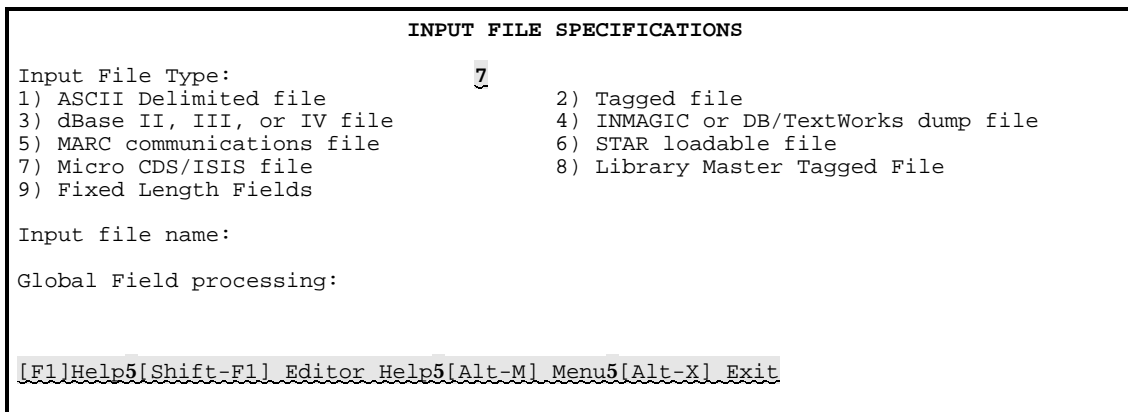 INPUT FILE SPECIFICATIONS
Input File Type: 7
1) ASCII Delimited file 2) Tagged file
3) dBase II, III, or IV file 4) INMAGIC or DB/TextWorks dump file
5) MARC communications file 6) STAR loadable file
7) Micro CDS/ISIS file 8) Library Master Tagged File
9) Fixed Length Fields
Input file name:
Global Field processing:
[F1]Help5[Shift-F1] Editor Help5[Alt-M] Menu5[Alt-X] Exit